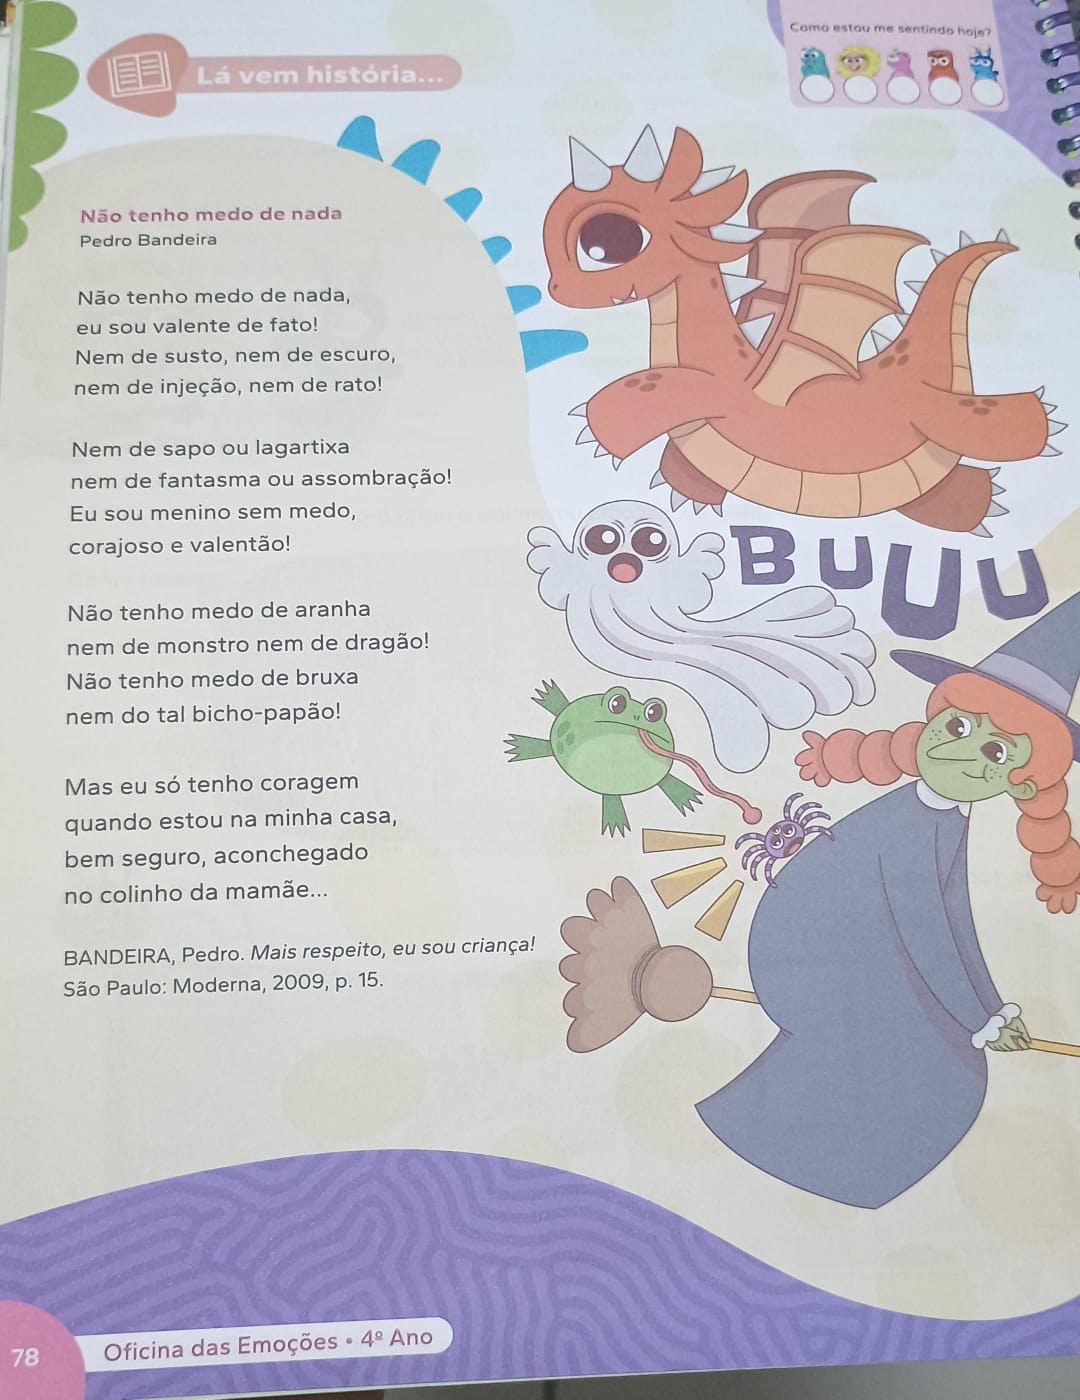 Como estou me sentindo hoje?
Lá vem história...
Não tenho medo de nada
Pedro Bandeira
Não tenho medo de nada,
eu sou valente de fato!
Nem de susto, nem de escuro,
nem de injeção, nem de rato!
Nem de sapo ou lagartixa
nem de fantasma ou assombração!
Eu sou menino sem medo,
corajoso e valentão!
Não tenho medo de aranha
nem de monstro nem de dragão!
Não tenho medo de bruxa
nem do tal bicho-papão!
Mas eu só tenho coragem
quando estou na minha casa,
bem seguro, aconchegado
no colinho da mamãe...
BANDEIRA, Pedro. Mais respeito, eu sou criança!
São Paulo: Moderna, 2009, p. 15.
BUUU
78
Oficina das Emoções • 4º Ano